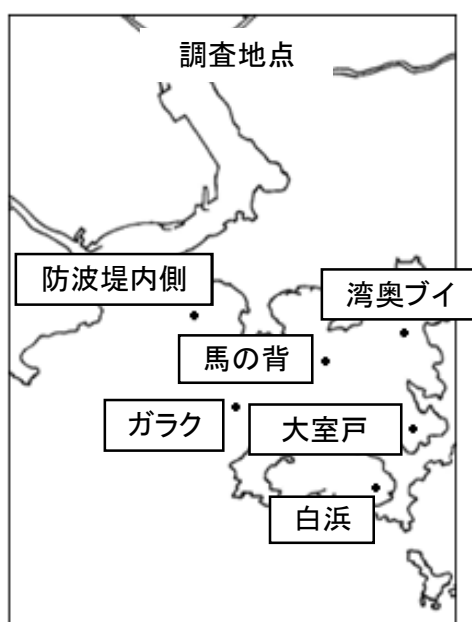 調査地点
防波堤内側
湾奥ブイ
馬の背
ガラク
大室戸
白浜